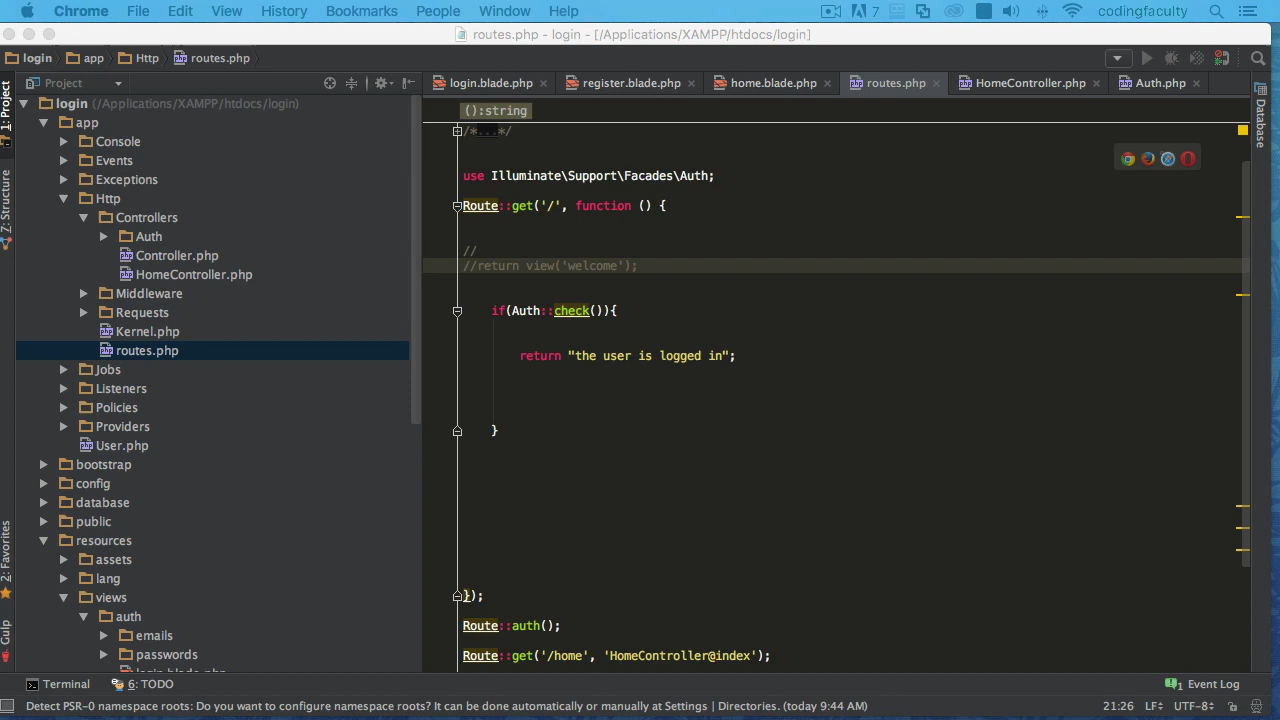 Chrome File Edit View History Bookmarks People Window Help 7 codingfaculty
routes.php - login - [/Applications/XAMPP/htdocs/login]
login app Http routes.php
Project login.blade.php register.blade.php home.blade.php routes.php HomeController.php Auth.php
1: Project
Z: Structure
2: Favorites
Gulp
Database
login (/Applications/XAMPP/htdocs/login)
app
Console
Events
Exceptions
Http
Controllers
Auth
Controller.php
HomeController.php
Middleware
Requests
Kernel.php
routes.php
Jobs
Listeners
Policies
Providers
User.php
bootstrap
config
database
public
resources
assets
lang
views
auth
emails
passwords
login.blade.php
():string
/*...*/
use Illuminate\Support\Facades\Auth;
Route::get('/', function () {
//
//return view('welcome');
if(Auth::check()){
return "the user is logged in";
}
});
Route::auth();
Route::get('/home', 'HomeController@index');
Terminal 6: TODO 1 Event Log
Detect PSR-0 namespace roots: Do you want to configure namespace roots? It can be done automatically or manually at Settings | Directories. (today 9:44 AM) 21:26 LF÷ UTF-8÷